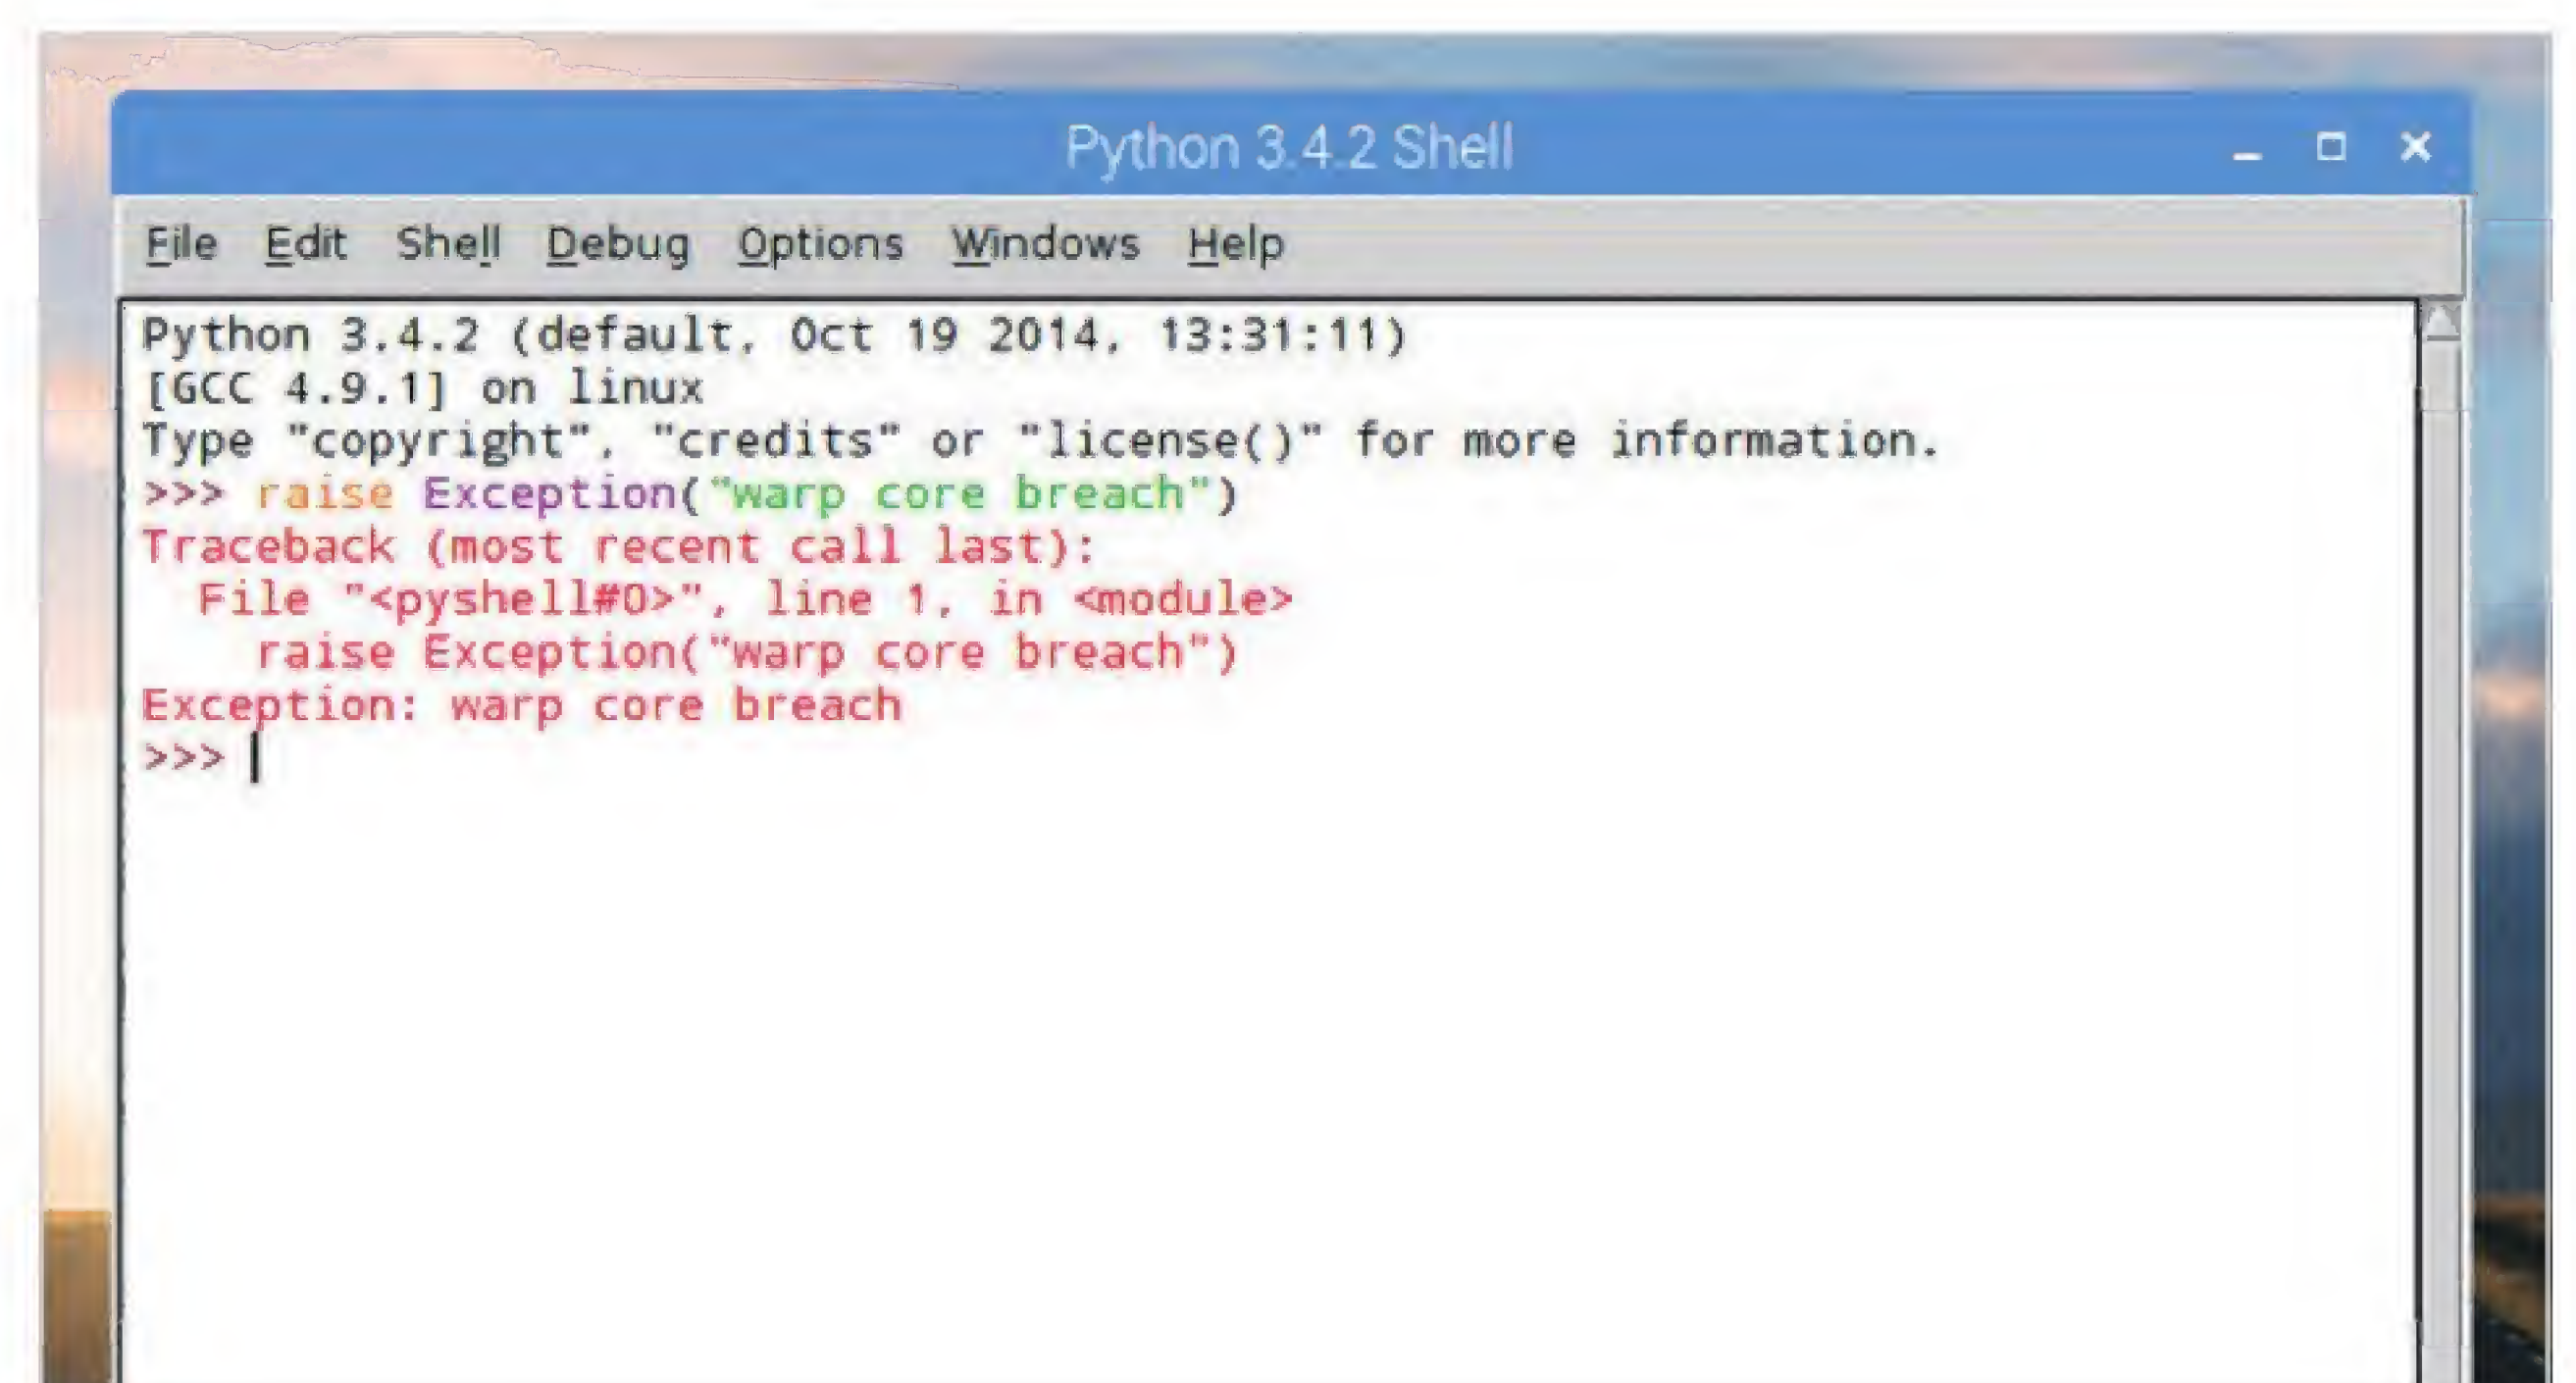 Python 3.4.2 Shell
File Edit Shell Debug Options Windows Help
Python 3.4.2 (default, Oct 19 2014, 13:31:11)
[GCC 4.9.1] on linux
Type "copyright", "credits" or "license()" for more information.
>>> raise Exception("warp core breach")
Traceback (most recent call last):
  File "<pyshell#0>", line 1, in <module>
    raise Exception("warp core breach")
Exception: warp core breach
>>>